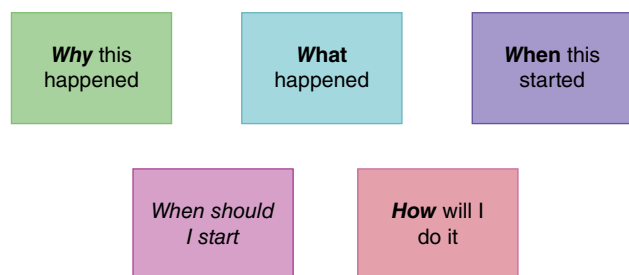 Why this
happened
What
happened
When this
started
When should
I start
How will I
do it